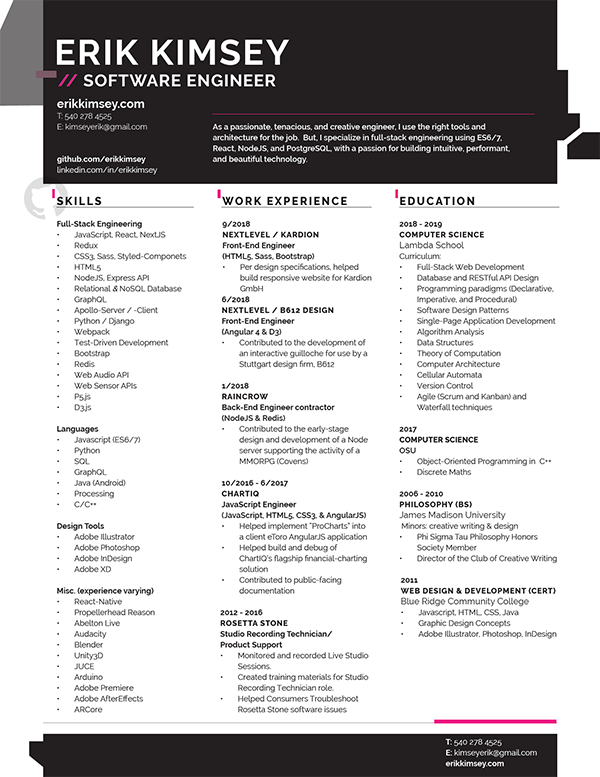 ERIK KIMSEY
// SOFTWARE ENGINEER
erikkimsey.com
T: 540 278 4525
E: kimseyerik@gmail.com
github.com/erikkimsey
linkedin.com/in/erikkimsey
As a passionate, tenacious, and creative engineer, I use the right tools and
architecture for the job.  But, I specialize in full-stack engineering using ES6/7,
React, NodeJS, and PostgreSQL, with a passion for building intuitive, performant,
and beautiful technology.
SKILLS
Full-Stack Engineering
• JavaScript, React, NextJS
• Redux
• CSS3, Sass, Styled-Componets
• HTML5
• NodeJS, Express API
• Relational & NoSQL Database
• GraphQL
• Apollo-Server / -Client
• Python / Django
• Webpack
• Test-Driven Development
• Bootstrap
• Redis
• Web Audio API
• Web Sensor APIs
• P5.js
• D3.js
Languages
• Javascript (ES6/7)
• Python
• SQL
• GraphQL
• Java (Android)
• Processing
• C/C++
Design Tools
• Adobe Illustrator
• Adobe Photoshop
• Adobe InDesign
• Adobe XD
Misc. (experience varying)
• React-Native
• Propellerhead Reason
• Abelton Live
• Audacity
• Blender
• Unity3D
• JUCE
• Arduino
• Adobe Premiere
• Adobe AfterEffects
• ARCore
WORK EXPERIENCE
9/2018
NEXTLEVEL / KARDION
Front-End Engineer
(HTML5, Sass, Bootstrap)
• Per design specifications, helped
build responsive website for Kardion
GmbH
6/2018
NEXTLEVEL / B612 DESIGN
Front-End Engineer
(Angular 4 & D3)
• Contributed to the development of
an interactive guilloche for use by a
Stuttgart design firm, B612
1/2018
RAINCROW
Back-End Engineer contractor
(NodeJS & Redis)
• Contributed to the early-stage
design and development of a Node
server supporting the activity of a
MMORPG (Covens)
10/2016 - 6/2017
CHARTIQ
JavaScript Engineer
(JavaScript, HTML5, CSS3, & AngularJS)
• Helped implement "ProCharts" into
a client eToro AngularJS application
• Helped build and debug of
ChartIQ's flagship financial-charting
solution
• Contributed to public-facing
documentation
2012 - 2016
ROSETTA STONE
Studio Recording Technician/
Product Support
• Monitored and recorded Live Studio
Sessions.
• Created training materials for Studio
Recording Technician role.
• Helped Consumers Troubleshoot
Rosetta Stone software issues
EDUCATION
2018 - 2019
COMPUTER SCIENCE
Lambda School
Curriculum:
• Full-Stack Web Development
• Database and RESTful API Design
• Programming paradigms (Declarative,
Imperative, and Procedural)
• Software Design Patterns
• Single-Page Application Development
• Algorithm Analysis
• Data Structures
• Theory of Computation
• Computer Architecture
• Cellular Automata
• Version Control
• Agile (Scrum and Kanban) and
Waterfall techniques
2017
COMPUTER SCIENCE
OSU
• Object-Oriented Programming in  C++
• Discrete Maths
2006 - 2010
PHILOSOPHY (BS)
James Madison University
Minors: creative writing & design
• Phi Sigma Tau Philosophy Honors
Society Member
• Director of the Club of Creative Writing
2011
WEB DESIGN & DEVELOPMENT (CERT)
Blue Ridge Community College
• Javascript, HTML, CSS, Java
• Graphic Design Concepts
• Adobe Illustrator, Photoshop, InDesign
T: 540 278 4525
E: kimseyerik@gmail.com
erikkimsey.com